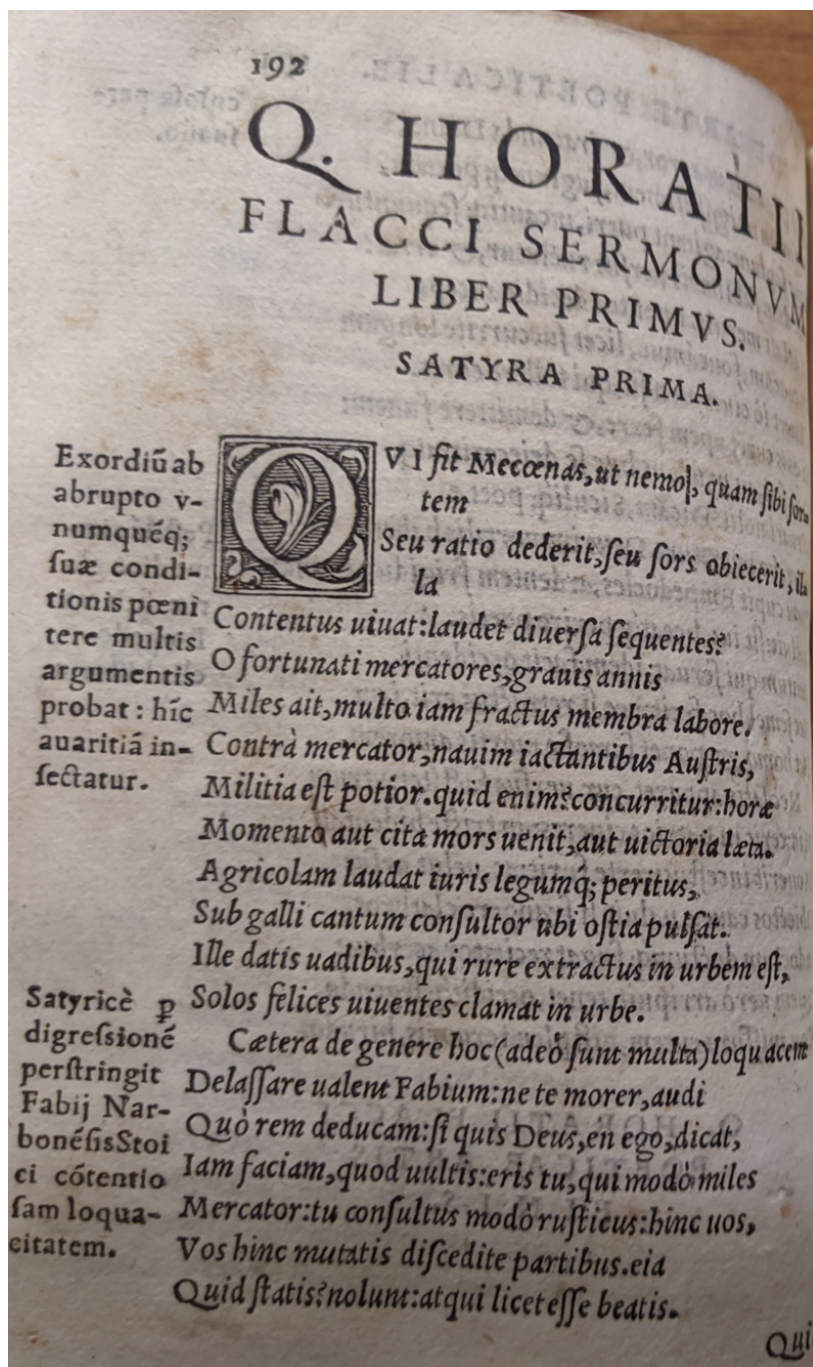 192
Q. HORATII
FLACCI SERMONVM
LIBER PRIMVS.
SATYRA PRIMA.
Exordiũ ab
abrupto v-
numquéq;
suæ condi-
tionis pœni
tere multis
argumentis
probat : híc
auaritiã in-
sectatur.
QVI fit Mecœnas, ut nemo, quam sibi sor-
tem
Seu ratio dederit, seu sors obiecerit, il-
la
Contentus uiuat: laudet diuersa sequentes?
O fortunati mercatores, grauis annis
Miles ait, multo iam fractus membra labore.
Contrà mercator, nauim iactantibus Austris,
Militia est potior. quid enim? concurritur: horæ
Momento aut cita mors uenit, aut uictoria læta.
Agricolam laudat iuris legumq́; peritus,
Sub galli cantum consultor ubi ostia pulsat.
Ille datis uadibus, qui rure extractus in urbem est,
Solos felices uiuentes clamat in urbe.
Satyricè ꝑ
digressioné
perstringit
Fabij Nar-
bonésis Stoi
ci cótentio
sam loqua-
citatem.
Cætera de genere hoc (adeò sunt multa) loquacem
Delassare ualent Fabium: ne te morer, audi
Quò rem deducam: si quis Deus, en ego, dicat,
Iam faciam, quod uultis: eris tu, qui modò miles
Mercator: tu consultus modò rusticus: hinc uos,
Vos hinc mutatis discedite partibus. eia
Quid statis? nolunt: atqui licet esse beatis.
Qui